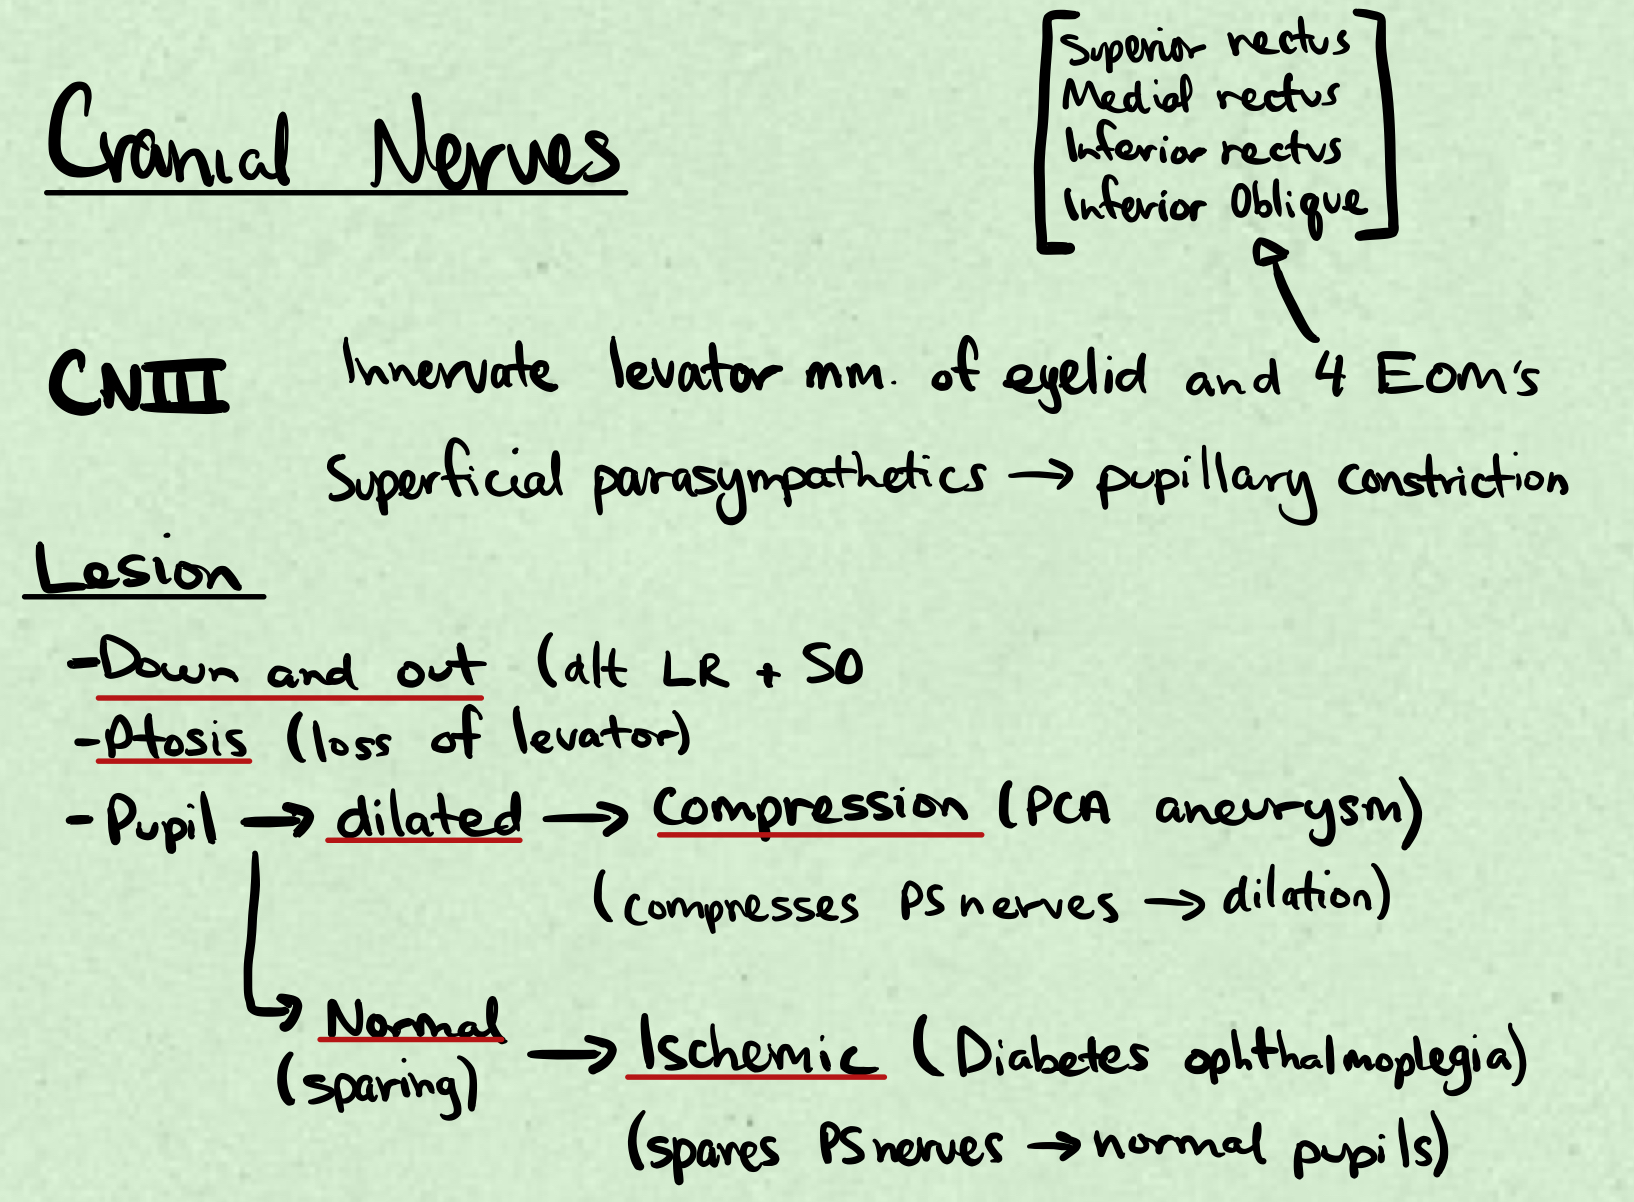 Cranial Nerves
Superior rectus
Medial rectus
Inferior rectus
Inferior Oblique
CNIII Innervate levator mm. of eyelid and 4 EOM's
Superficial parasympathetics → pupillary constriction
Lesion
-Down and out (alt LR + SO
-Ptosis (loss of levator)
-Pupil → dilated → Compression (PCA aneurysm)
(compresses PS nerves → dilation)
Normal → Ischemic (Diabetes ophthalmoplegia)
(sparing)
(spares PS nerves → normal pupils)